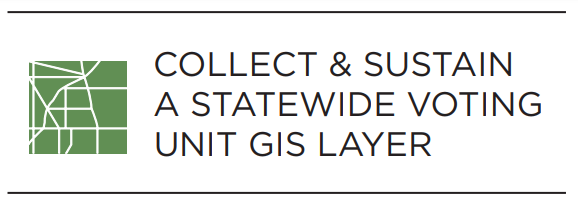 COLLECT & SUSTAIN
A STATEWIDE VOTING
UNIT GIS LAYER